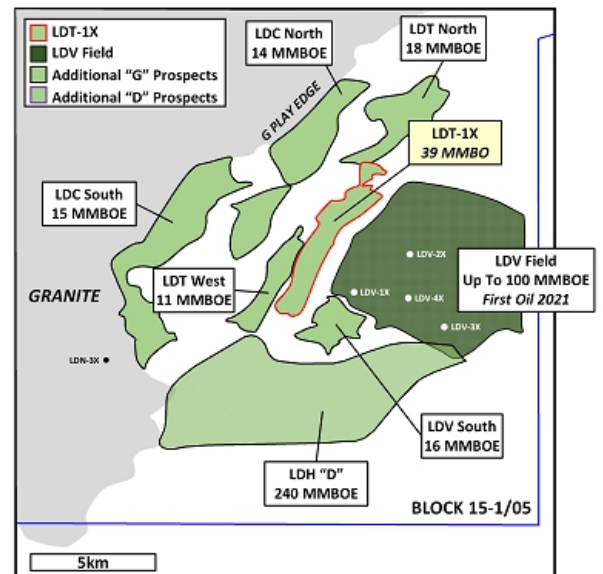 LDT-1X
LDV Field
Additional “G” Prospects
Additional “D” Prospects
LDC North
14 MMBOE
LDT North
18 MMBOE
G PLAY EDGE
LDT-1X
39 MMBO
LDC South
15 MMBOE
LDV-2X
LDV Field
Up To 100 MMBOE
First Oil 2021
LDT West
11 MMBOE
GRANITE
LDV-1X
LDV-4X
LDV-3X
LDN-3X
LDV South
16 MMBOE
LDH “D”
240 MMBOE
BLOCK 15-1/05
5km